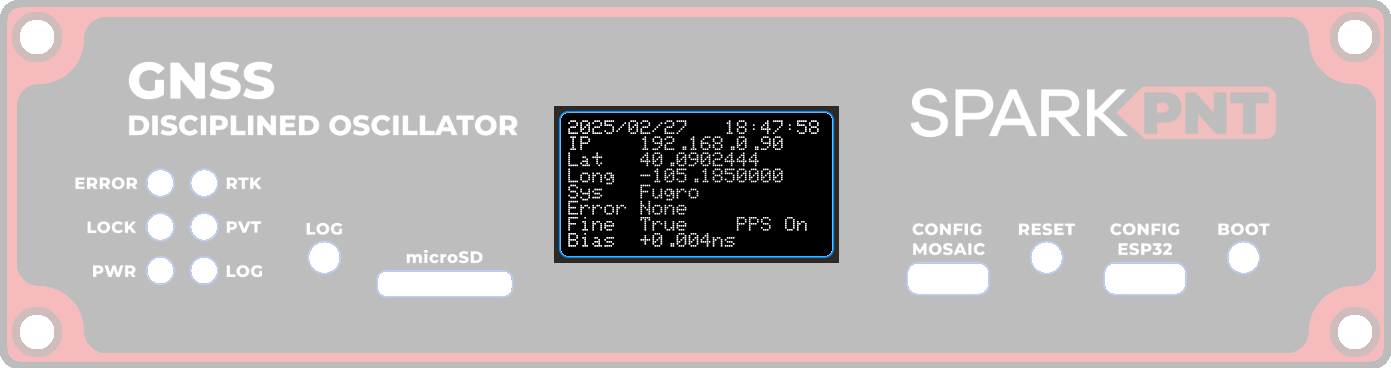 GNSS
DISCIPLINED OSCILLATOR
ERROR RTK
LOCK PVT
PWR LOG
LOG
microSD
2025/02/27 18:47:58
IP 192.168.0.90
Lat 40.0902444
Long -105.1850000
Sys Fugro
Error None
Fine True PPS On
Bias +0.004ns
SPARK PNT
CONFIG MOSAIC
RESET
CONFIG ESP32
BOOT